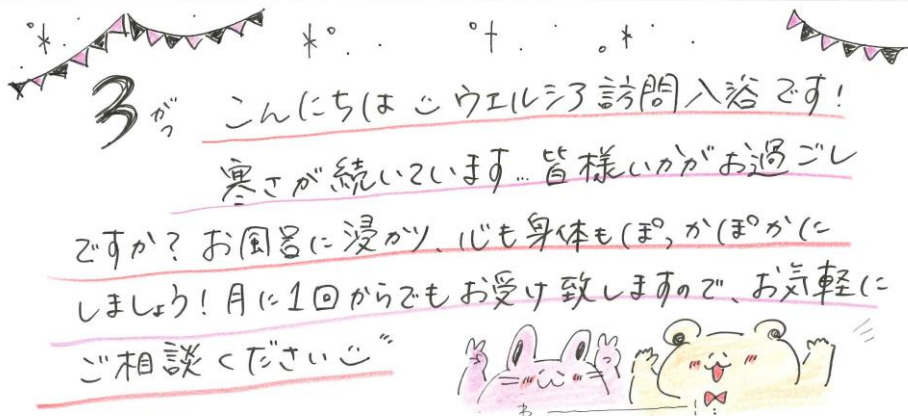 3がつ こんにちは ウエルシア訪問入浴です!
寒さが続いています… 皆様いかがお過ごし
ですか? お風呂に浸かり、心も身体もぽっかぽかに
しましょう! 月に1回からでもお受け致しますので、お気軽に
ご相談ください
わーー!!